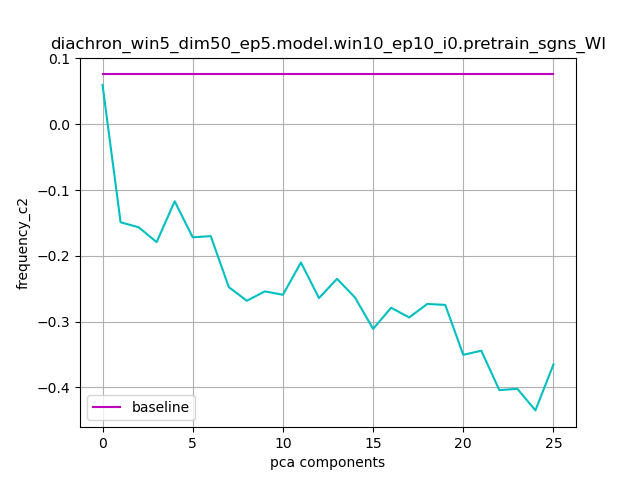 diachron_win5_dim50_ep5.model.win10_ep10_i0.pretrain_sgns_WI
0.1
0.0
−0.1
−0.2
−0.3
−0.4
frequency_c2
baseline
0 5 10 15 20 25
pca components